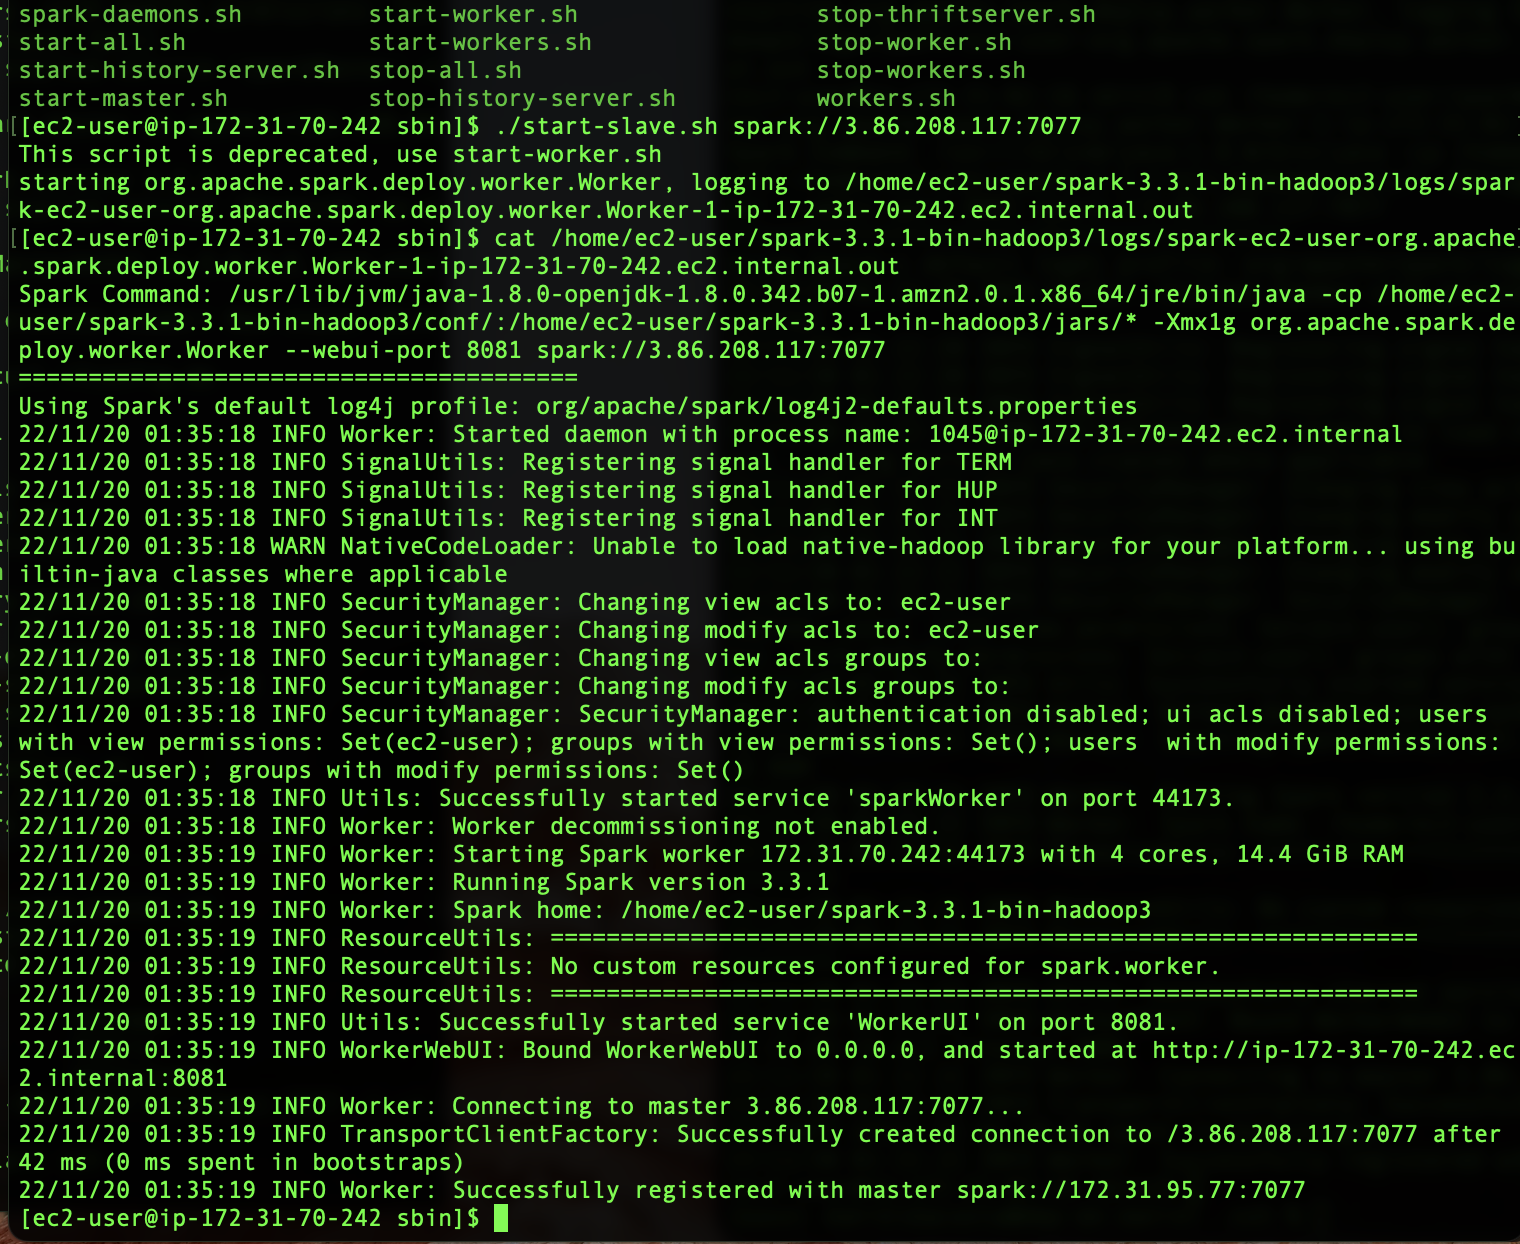 spark-daemons.sh         start-worker.sh                 stop-thriftserver.sh
start-all.sh             start-workers.sh                stop-worker.sh
start-history-server.sh  stop-all.sh                     stop-workers.sh
start-master.sh          stop-history-server.sh          workers.sh
[[ec2-user@ip-172-31-70-242 sbin]$ ./start-slave.sh spark://3.86.208.117:7077
This script is deprecated, use start-worker.sh
starting org.apache.spark.deploy.worker.Worker, logging to /home/ec2-user/spark-3.3.1-bin-hadoop3/logs/spar
k-ec2-user-org.apache.spark.deploy.worker.Worker-1-ip-172-31-70-242.ec2.internal.out
[[ec2-user@ip-172-31-70-242 sbin]$ cat /home/ec2-user/spark-3.3.1-bin-hadoop3/logs/spark-ec2-user-org.apache]
.spark.deploy.worker.Worker-1-ip-172-31-70-242.ec2.internal.out
Spark Command: /usr/lib/jvm/java-1.8.0-openjdk-1.8.0.342.b07-1.amzn2.0.1.x86_64/jre/bin/java -cp /home/ec2-
user/spark-3.3.1-bin-hadoop3/conf/:/home/ec2-user/spark-3.3.1-bin-hadoop3/jars/* -Xmx1g org.apache.spark.de
ploy.worker.Worker --webui-port 8081 spark://3.86.208.117:7077
========================================
Using Spark's default log4j profile: org/apache/spark/log4j2-defaults.properties
22/11/20 01:35:18 INFO Worker: Started daemon with process name: 1045@ip-172-31-70-242.ec2.internal
22/11/20 01:35:18 INFO SignalUtils: Registering signal handler for TERM
22/11/20 01:35:18 INFO SignalUtils: Registering signal handler for HUP
22/11/20 01:35:18 INFO SignalUtils: Registering signal handler for INT
22/11/20 01:35:18 WARN NativeCodeLoader: Unable to load native-hadoop library for your platform... using bu
iltin-java classes where applicable
22/11/20 01:35:18 INFO SecurityManager: Changing view acls to: ec2-user
22/11/20 01:35:18 INFO SecurityManager: Changing modify acls to: ec2-user
22/11/20 01:35:18 INFO SecurityManager: Changing view acls groups to:
22/11/20 01:35:18 INFO SecurityManager: Changing modify acls groups to:
22/11/20 01:35:18 INFO SecurityManager: SecurityManager: authentication disabled; ui acls disabled; users
with view permissions: Set(ec2-user); groups with view permissions: Set(); users  with modify permissions:
Set(ec2-user); groups with modify permissions: Set()
22/11/20 01:35:18 INFO Utils: Successfully started service 'sparkWorker' on port 44173.
22/11/20 01:35:18 INFO Worker: Worker decommissioning not enabled.
22/11/20 01:35:19 INFO Worker: Starting Spark worker 172.31.70.242:44173 with 4 cores, 14.4 GiB RAM
22/11/20 01:35:19 INFO Worker: Running Spark version 3.3.1
22/11/20 01:35:19 INFO Worker: Spark home: /home/ec2-user/spark-3.3.1-bin-hadoop3
22/11/20 01:35:19 INFO ResourceUtils: ==============================================================
22/11/20 01:35:19 INFO ResourceUtils: No custom resources configured for spark.worker.
22/11/20 01:35:19 INFO ResourceUtils: ==============================================================
22/11/20 01:35:19 INFO Utils: Successfully started service 'WorkerUI' on port 8081.
22/11/20 01:35:19 INFO WorkerWebUI: Bound WorkerWebUI to 0.0.0.0, and started at http://ip-172-31-70-242.ec
2.internal:8081
22/11/20 01:35:19 INFO Worker: Connecting to master 3.86.208.117:7077...
22/11/20 01:35:19 INFO TransportClientFactory: Successfully created connection to /3.86.208.117:7077 after
42 ms (0 ms spent in bootstraps)
22/11/20 01:35:19 INFO Worker: Successfully registered with master spark://172.31.95.77:7077
[ec2-user@ip-172-31-70-242 sbin]$